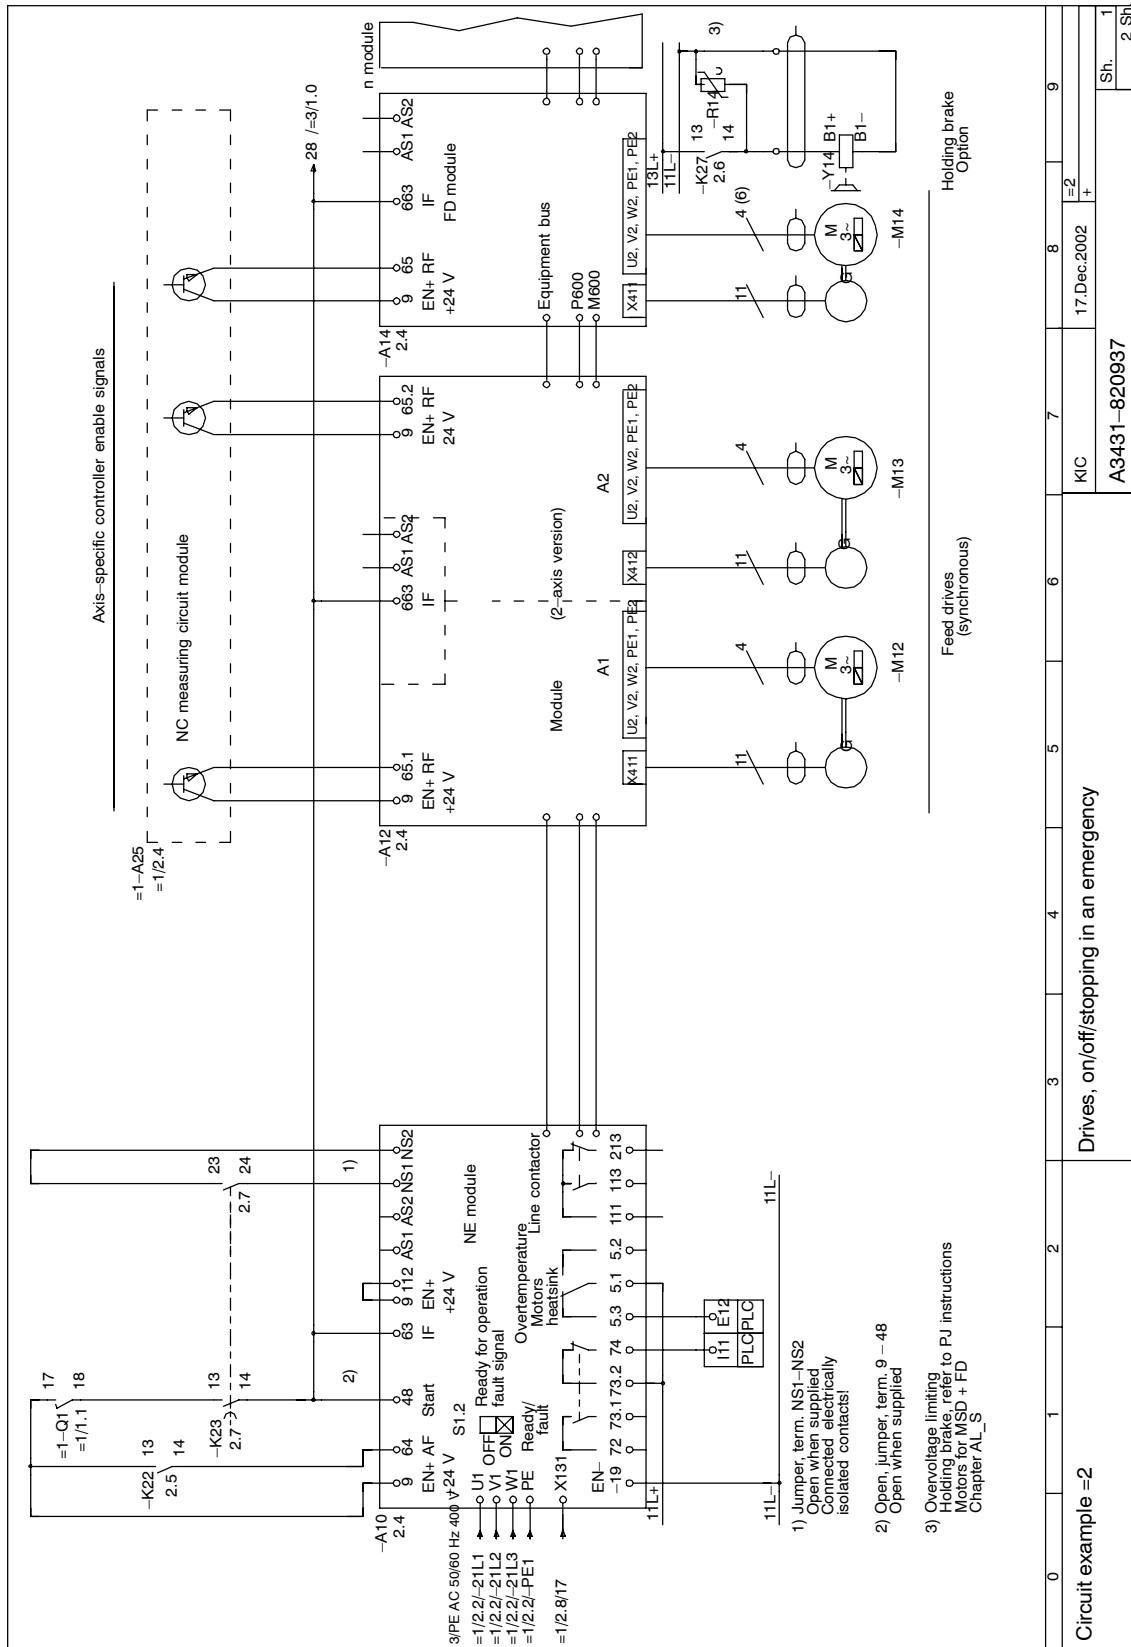 Axis–specific controller enable signals
=1–A25
=1/2.4
NC measuring circuit module
17
18
=1–Q1
=1/1.1
13
14
–K22
2.5
13
14
–K23
2.7
23
24
2.7
2)
1)
28 /=3/1.0
–A10
2.4
9 64 48 63 9 112 AS1 AS2 NS1 NS2
EN+ AF Start IF EN+
+24 V +24 V
NE module
3/PE AC 50/60 Hz 400 V
=1/2.2/–21L1
=1/2.2/–21L2
=1/2.2/–21L3
=1/2.2/–PE1
=1/2.8/17
U1
V1
W1
PE
X131
S1.2
OFF
ON
Ready for operation
fault signal
Ready/
fault
Overtemperature
Motors
heatsink
Line contactor
EN–
–19 72 73.1 73.2 74 5.3 5.1 5.2 111 113 213
11L+
11L–
11L–
I11 E12
PLC PLC
–A12
2.4
9 65.1
EN+ RF
+24 V
663 AS1 AS2
IF
9 65.2
EN+ RF
24 V
Module
(2–axis version)
A1
A2
X411
U2, V2, W2, PE1, PE2
X412
U2, V2, W2, PE1, PE2
11
4
11
4
G
M
3~
–M12
G
M
3~
–M13
–A14
2.4
9 65 663 AS1 AS2
EN+ RF IF
+24 V
FD module
n module
Equipment bus
P600
M600
X411
U2, V2, W2, PE1, PE2
11
4 (6)
G
M
3~
–M14
13L+
11L–
–K27
2.6
13
14
–R14
U
3)
–Y14
B1+
B1–
Feed drives
(synchronous)
Holding brake
Option
1) Jumper, term. NS1–NS2
Open when supplied
Connected electrically
isolated contacts!
2) Open, jumper, term. 9 – 48
Open when supplied
3) Overvoltage limiting
Holding brake, refer to PJ instructions
Motors for MSD + FD
Chapter AL_S
0 1 2 3 4 5 6 7 8 9
Circuit example =2
Drives, on/off/stopping in an emergency
KIC
17.Dec.2002
=2
+
A3431–820937
Sh. 1
2 Sh